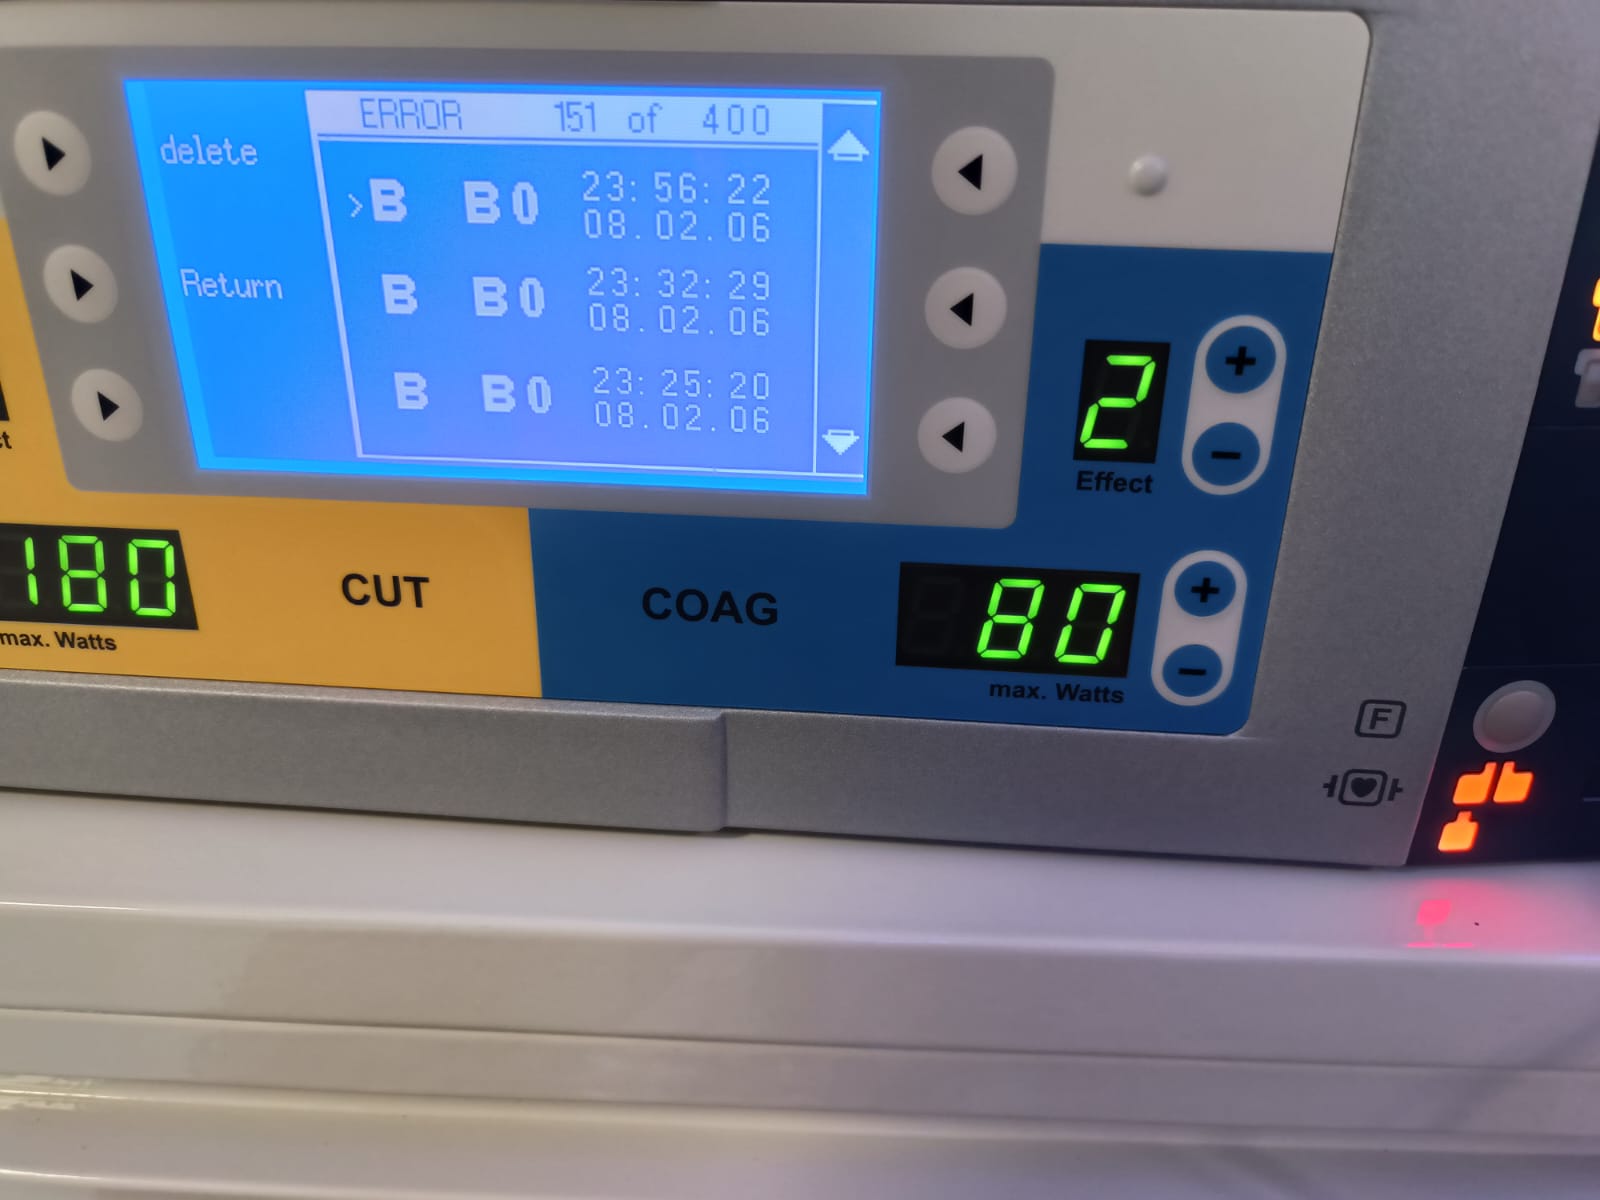 ERROR 151 of 400
delete
>B B0 23:56:22
08.02.06
Return
B B0 23:32:29
08.02.06
B B0 23:25:20
08.02.06
2
Effect
180
max. Watts
CUT
COAG
80
max. Watts
+
-
+
-
F